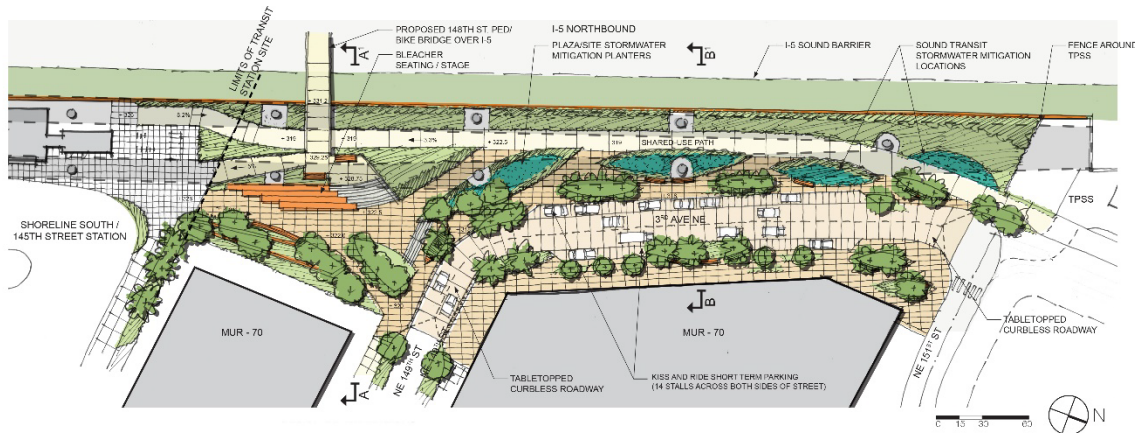 PROPOSED 148TH ST. PED/
BIKE BRIDGE OVER I-5
BLEACHER
SEATING / STAGE
I-5 NORTHBOUND
PLAZA/SITE STORMWATER
MITIGATION PLANTERS
I-5 SOUND BARRIER
SOUND TRANSIT
STORMWATER MITIGATION
LOCATIONS
FENCE AROUND
TPSS
LIMITS OF TRANSIT
STATION SITE
A
B
SHARED-USE PATH
3RD AVE NE
TPSS
SHORELINE SOUTH /
145TH STREET STATION
MUR - 70
MUR - 70
B
A
NE 149TH ST
NE 151ST ST
TABLETOPPED
CURBLESS ROADWAY
KISS AND RIDE SHORT TERM PARKING
(14 STALLS ACROSS BOTH SIDES OF STREET)
TABLETOPPED
CURBLESS ROADWAY
0 15 30 60
N